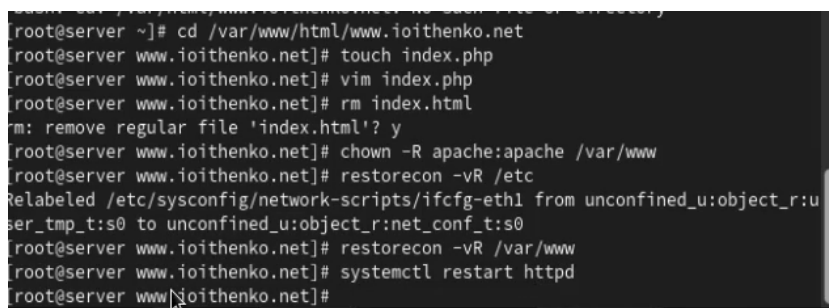 [root@server ~]# cd /var/www/html/www.ioithenko.net
[root@server www.ioithenko.net]# touch index.php
[root@server www.ioithenko.net]# vim index.php
[root@server www.ioithenko.net]# rm index.html
rm: remove regular file 'index.html'? y
[root@server www.ioithenko.net]# chown -R apache:apache /var/www
[root@server www.ioithenko.net]# restorecon -vR /etc
Relabeled /etc/sysconfig/network-scripts/ifcfg-eth1 from unconfined_u:object_r:u
ser_tmp_t:s0 to unconfined_u:object_r:net_conf_t:s0
[root@server www.ioithenko.net]# restorecon -vR /var/www
[root@server www.ioithenko.net]# systemctl restart httpd
[root@server www.ioithenko.net]#